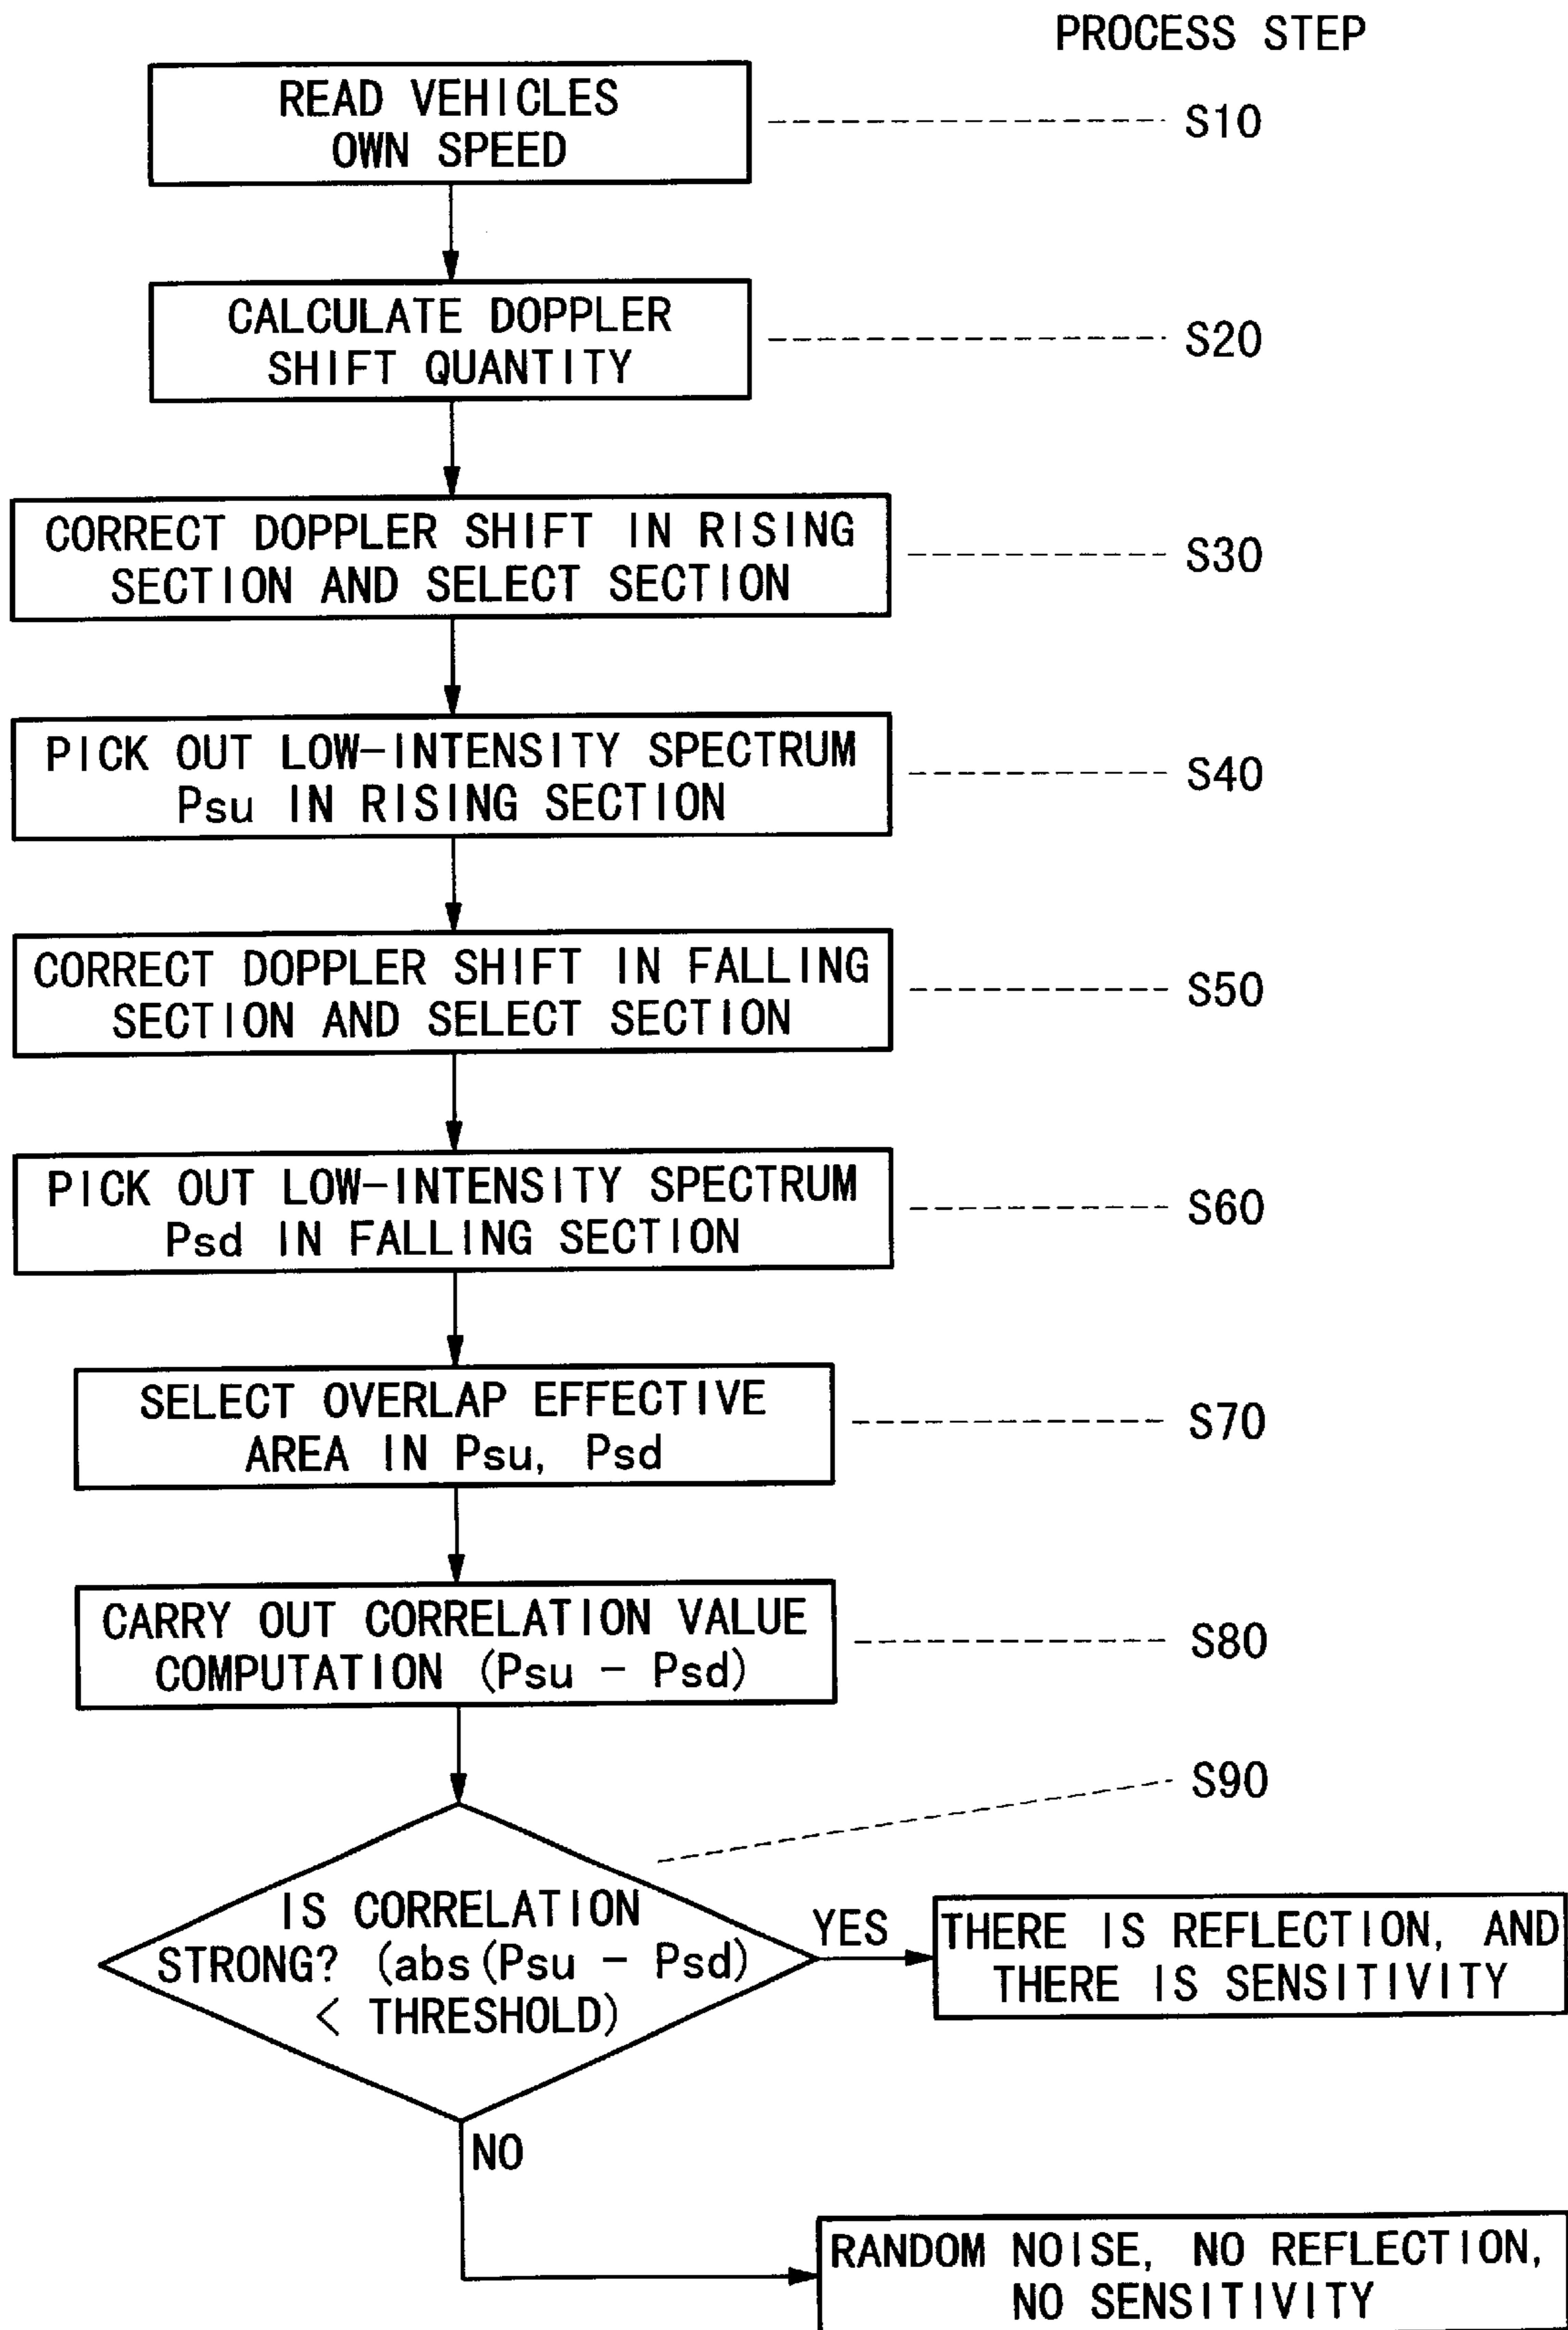 PROCESS STEP
READ VEHICLES
OWN SPEED
S10
CALCULATE DOPPLER
SHIFT QUANTITY
S20
CORRECT DOPPLER SHIFT IN RISING
SECTION AND SELECT SECTION
S30
PICK OUT LOW-INTENSITY SPECTRUM
Psu IN RISING SECTION
S40
CORRECT DOPPLER SHIFT IN FALLING
SECTION AND SELECT SECTION
S50
PICK OUT LOW-INTENSITY SPECTRUM
Psd IN FALLING SECTION
S60
SELECT OVERLAP EFFECTIVE
AREA IN Psu, Psd
S70
CARRY OUT CORRELATION VALUE
COMPUTATION (Psu - Psd)
S80
S90
IS CORRELATION
STRONG? (abs(Psu - Psd)
< THRESHOLD)
YES
THERE IS REFLECTION, AND
THERE IS SENSITIVITY
NO
RANDOM NOISE, NO REFLECTION,
NO SENSITIVITY